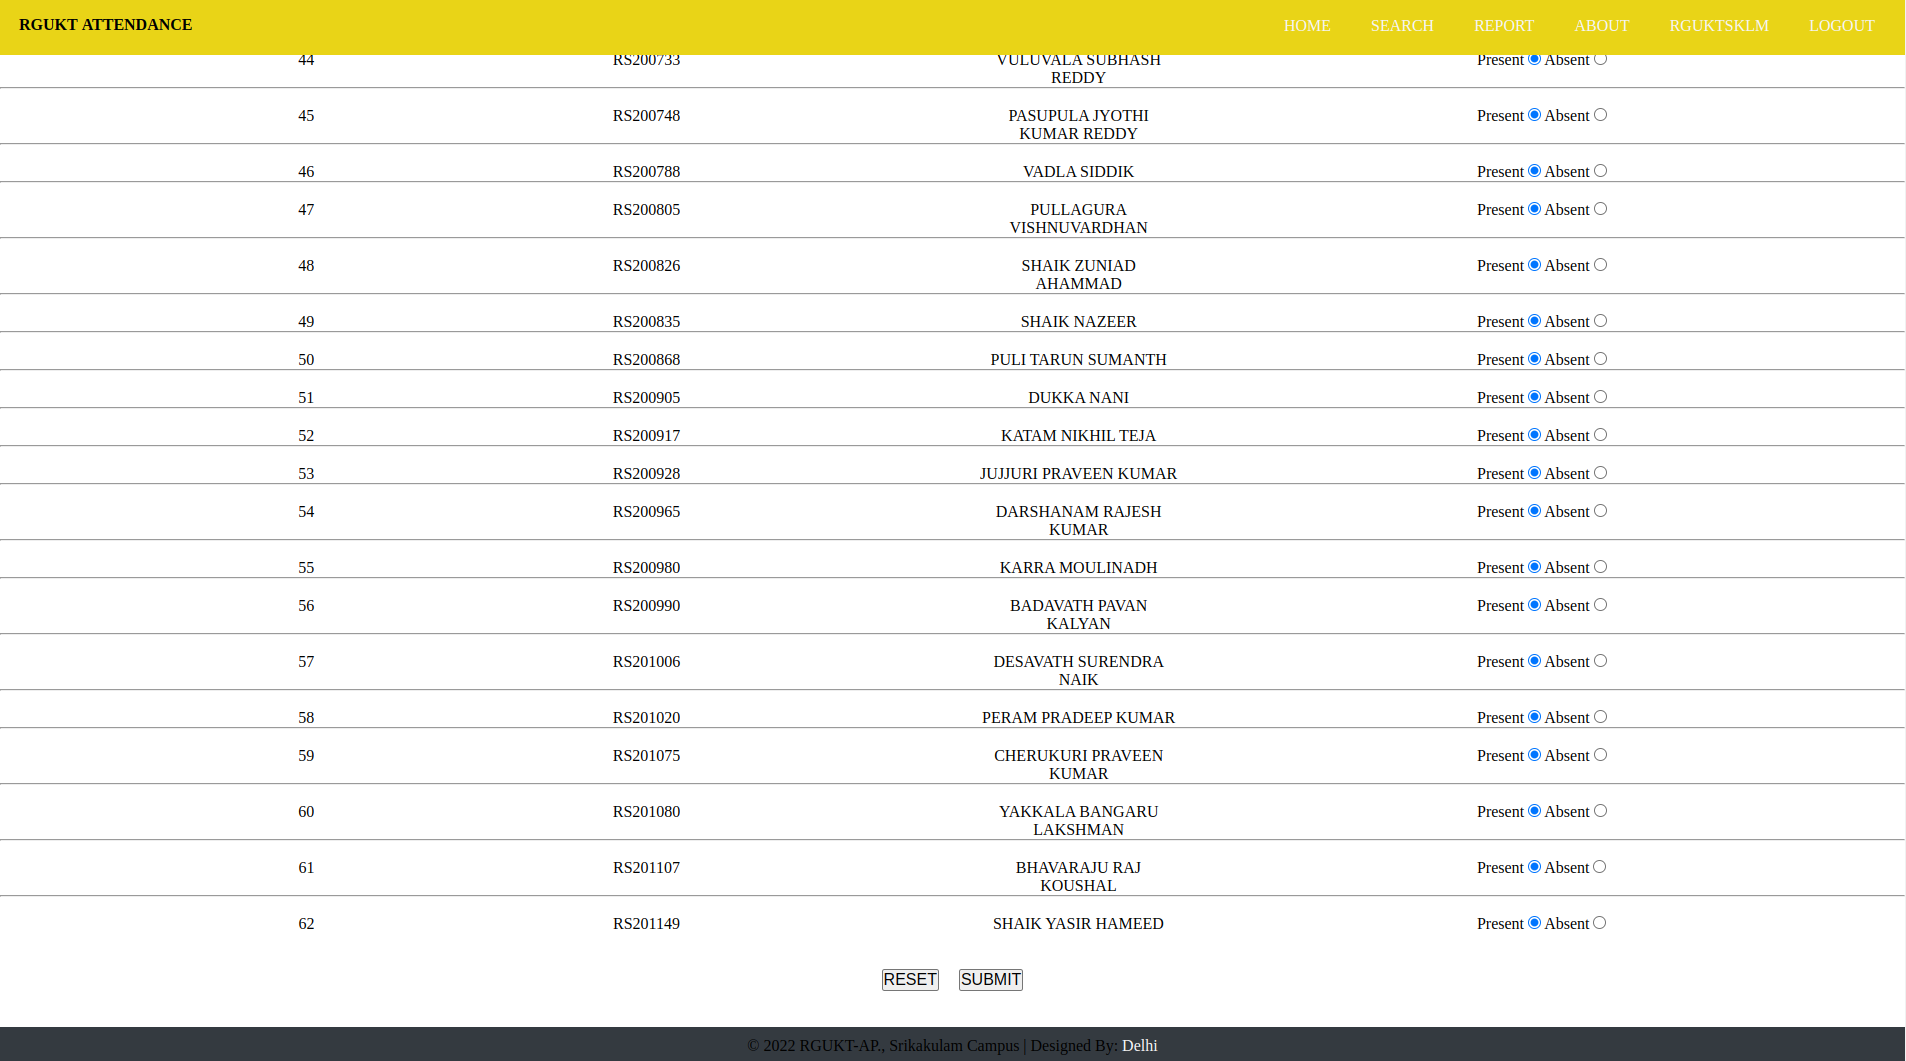 RGUKT ATTENDANCE HOME SEARCH REPORT ABOUT RGUKTSKLM LOGOUT
44 RS200733 VULUVALA SUBHASH Present Absent
REDDY
45 RS200748 PASUPULA JYOTHI Present Absent
KUMAR REDDY
46 RS200788 VADLA SIDDIK Present Absent
47 RS200805 PULLAGURA Present Absent
VISHNUVARDHAN
48 RS200826 SHAIK ZUNIAD Present Absent
AHAMMAD
49 RS200835 SHAIK NAZEER Present Absent
50 RS200868 PULI TARUN SUMANTH Present Absent
51 RS200905 DUKKA NANI Present Absent
52 RS200917 KATAM NIKHIL TEJA Present Absent
53 RS200928 JUJJURI PRAVEEN KUMAR Present Absent
54 RS200965 DARSHANAM RAJESH Present Absent
KUMAR
55 RS200980 KARRA MOULINADH Present Absent
56 RS200990 BADAVATH PAVAN Present Absent
KALYAN
57 RS201006 DESAVATH SURENDRA Present Absent
NAIK
58 RS201020 PERAM PRADEEP KUMAR Present Absent
59 RS201075 CHERUKURI PRAVEEN Present Absent
KUMAR
60 RS201080 YAKKALA BANGARU Present Absent
LAKSHMAN
61 RS201107 BHAVARAJU RAJ Present Absent
KOUSHAL
62 RS201149 SHAIK YASIR HAMEED Present Absent
RESET SUBMIT
© 2022 RGUKT-AP., Srikakulam Campus | Designed By: Delhi